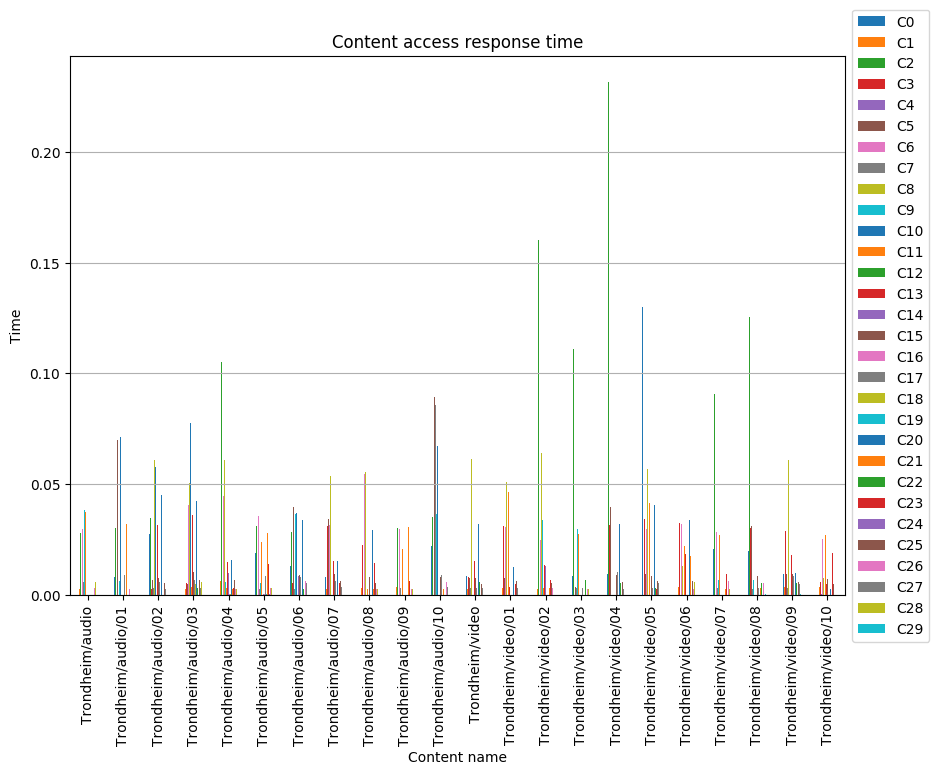 Content access response time
Time
0.20
0.15
0.10
0.05
0.00
Trondheim/audio
Trondheim/audio/01
Trondheim/audio/02
Trondheim/audio/03
Trondheim/audio/04
Trondheim/audio/05
Trondheim/audio/06
Trondheim/audio/07
Trondheim/audio/08
Trondheim/audio/09
Trondheim/audio/10
Trondheim/video
Trondheim/video/01
Trondheim/video/02
Trondheim/video/03
Trondheim/video/04
Trondheim/video/05
Trondheim/video/06
Trondheim/video/07
Trondheim/video/08
Trondheim/video/09
Trondheim/video/10
Content name
C0
C1
C2
C3
C4
C5
C6
C7
C8
C9
C10
C11
C12
C13
C14
C15
C16
C17
C18
C19
C20
C21
C22
C23
C24
C25
C26
C27
C28
C29